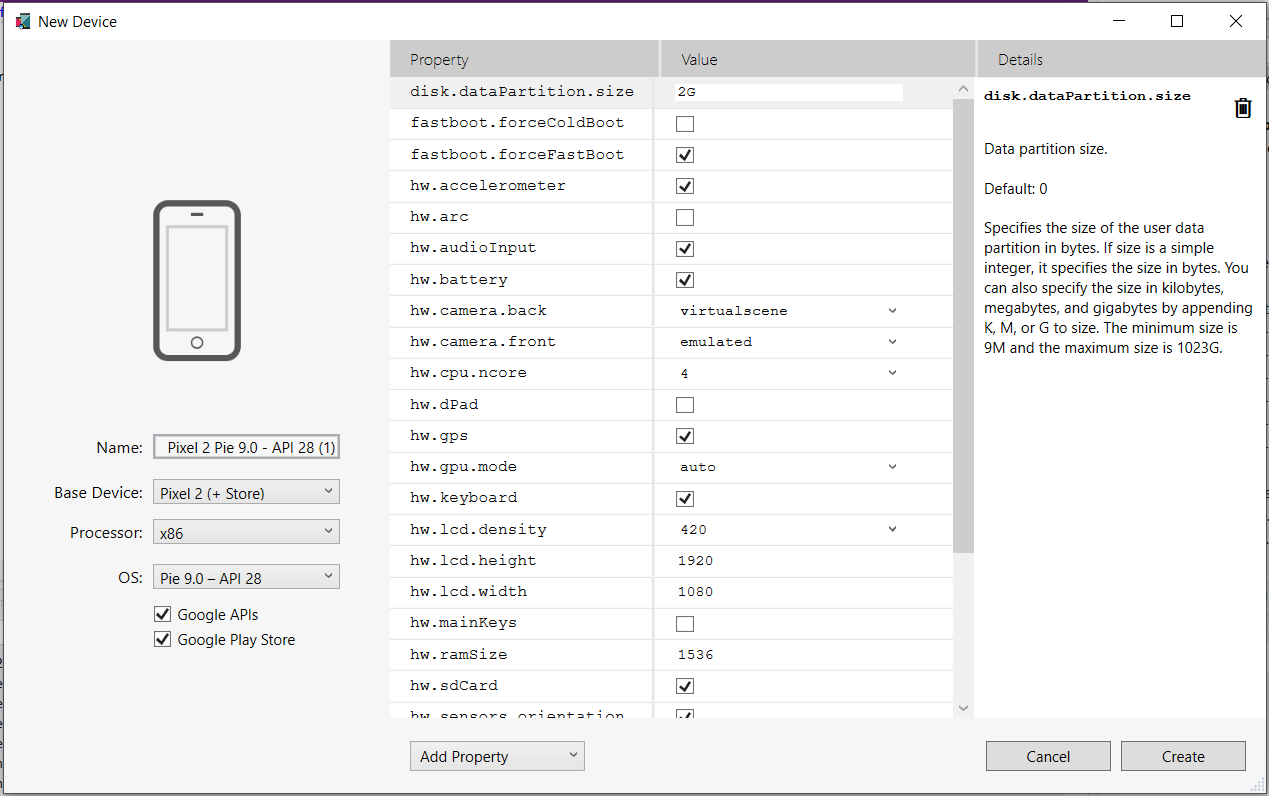 New Device
Property Value Details
disk.dataPartition.size 2G
fastboot.forceColdBoot
fastboot.forceFastBoot
hw.accelerometer
hw.arc
hw.audioInput
hw.battery
hw.camera.back virtualscene
hw.camera.front emulated
hw.cpu.ncore 4
hw.dPad
hw.gps
hw.gpu.mode auto
hw.keyboard
hw.lcd.density 420
hw.lcd.height 1920
hw.lcd.width 1080
hw.mainKeys
hw.ramSize 1536
hw.sdCard
hw.sensors.orientation
disk.dataPartition.size
Data partition size.
Default: 0
Specifies the size of the user data
partition in bytes. If size is a simple
integer, it specifies the size in bytes. You
can also specify the size in kilobytes,
megabytes, and gigabytes by appending
K, M, or G to size. The minimum size is
9M and the maximum size is 1023G.
Name: Pixel 2 Pie 9.0 - API 28 (1)
Base Device: Pixel 2 (+ Store)
Processor: x86
OS: Pie 9.0 – API 28
Google APIs
Google Play Store
Add Property
Cancel Create